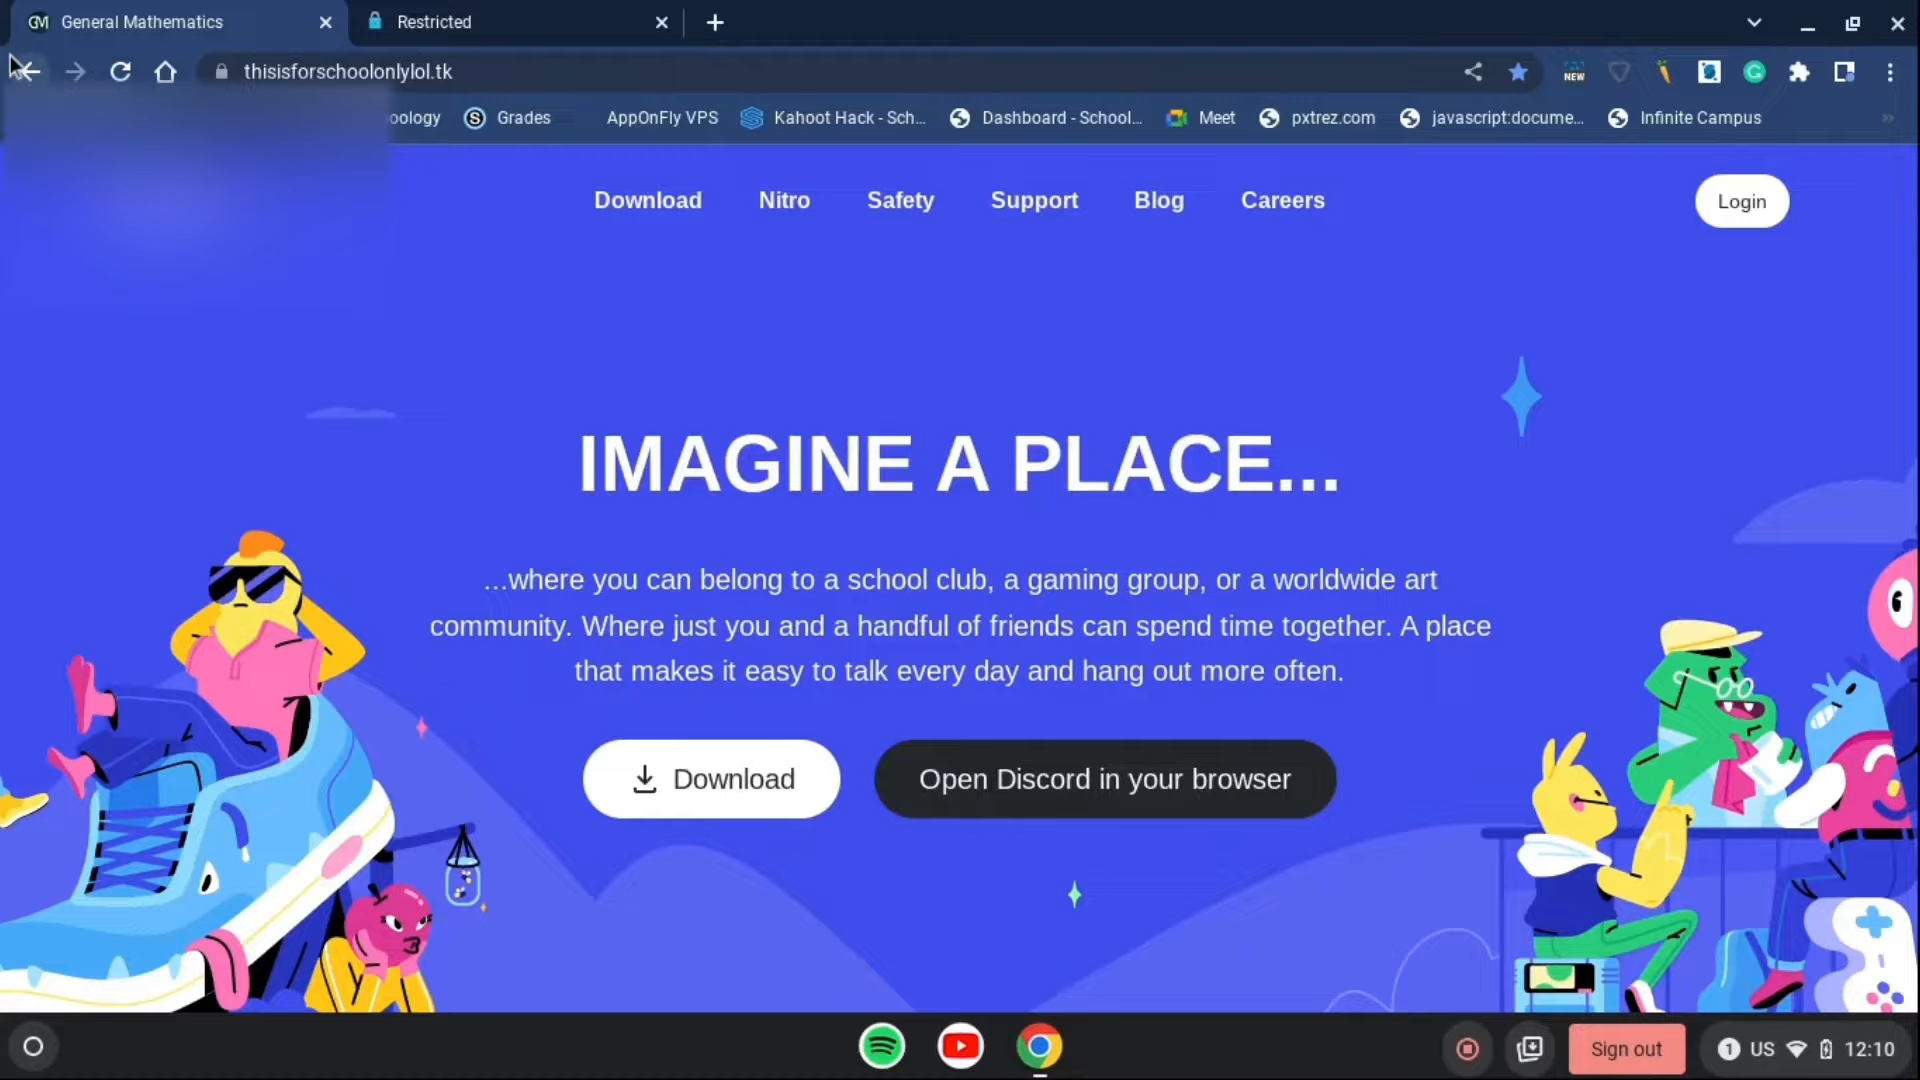 General Mathematics
Restricted
thisisforschoolonlylol.tk
NEW
oology
Grades
AppOnFly VPS
Kahoot Hack - Sch...
Dashboard - School...
Meet
pxtrez.com
javascript:docume...
Infinite Campus
Download
Nitro
Safety
Support
Blog
Careers
Login
IMAGINE A PLACE...
...where you can belong to a school club, a gaming group, or a worldwide art
community. Where just you and a handful of friends can spend time together. A place
that makes it easy to talk every day and hang out more often.
Download
Open Discord in your browser
Sign out
1 US 12:10